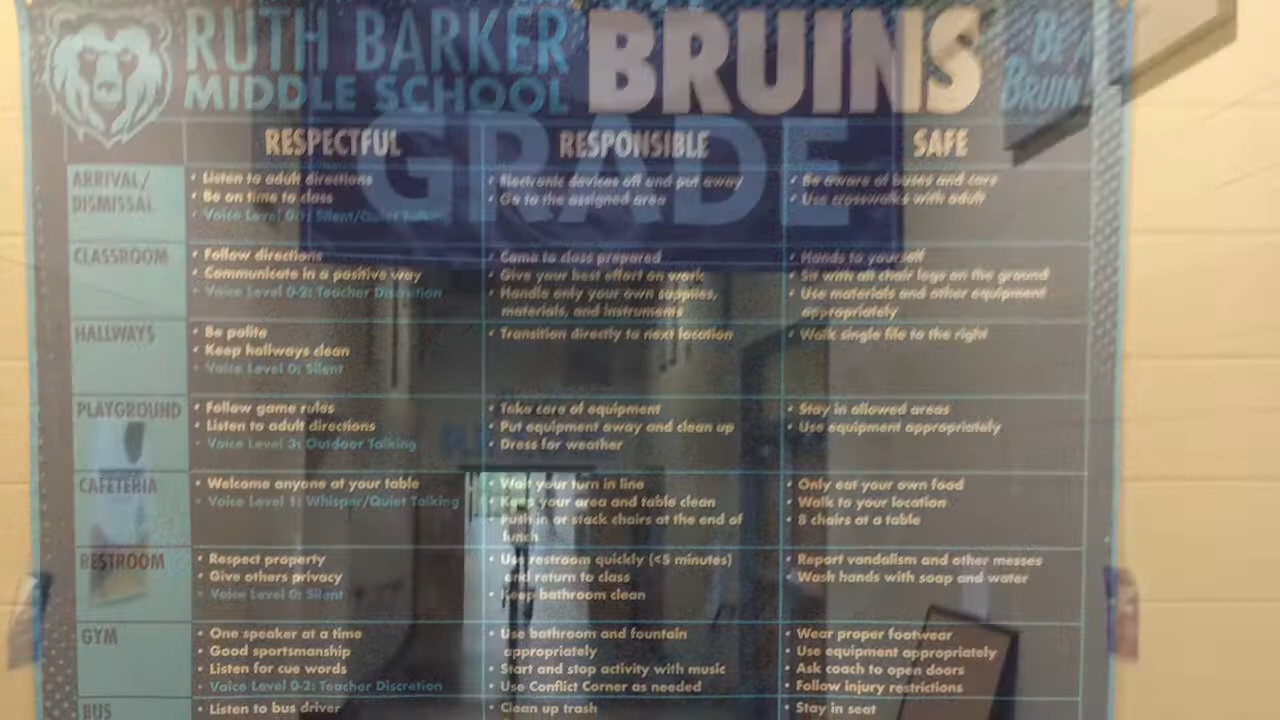 RUTH BARKER
MIDDLE SCHOOL
BRUINS
BE A
BRUIN
GRADE
RESPECTFUL
RESPONSIBLE
SAFE
ARRIVAL/
DISMISSAL
• Listen to adult directions
• Be on time to class
• Voice Level 0-1: Silent/Quiet Talking
• Electronic devices off and put away
• Go to the assigned area
• Be aware of buses and cars
• Use crosswalks with adult
CLASSROOM
• Follow directions
• Communicate in a positive way
• Voice Level 0-2: Teacher Discretion
• Come to class prepared
• Give your best effort on work
• Handle only your own supplies,
materials, and instruments
• Hands to yourself
• Sit with all chair legs on the ground
• Use materials and other equipment
appropriately
HALLWAYS
• Be polite
• Keep hallways clean
• Voice Level 0: Silent
• Transition directly to next location
• Walk single file to the right
PLAYGROUND
• Follow game rules
• Listen to adult directions
• Voice Level 3: Outdoor Talking
• Take care of equipment
• Put equipment away and clean up
• Dress for weather
• Stay in allowed areas
• Use equipment appropriately
CAFETERIA
• Welcome anyone at your table
• Voice Level 1: Whisper/Quiet Talking
• Wait your turn in line
• Keep your area and table clean
• Push in or stack chairs at the end of
lunch
• Only eat your own food
• Walk to your location
• 8 chairs at a table
RESTROOM
• Respect property
• Give others privacy
• Voice Level 0: Silent
• Use restroom quickly (<5 minutes)
and return to class
• Keep bathroom clean
• Report vandalism and other messes
• Wash hands with soap and water
GYM
• One speaker at a time
• Good sportsmanship
• Listen for cue words
• Voice Level 0-2: Teacher Discretion
• Use bathroom and fountain
appropriately
• Start and stop activity with music
• Use Conflict Corner as needed
• Wear proper footwear
• Use equipment appropriately
• Ask coach to open doors
• Follow injury restrictions
BUS
• Listen to bus driver
• Clean up trash
• Stay in seat